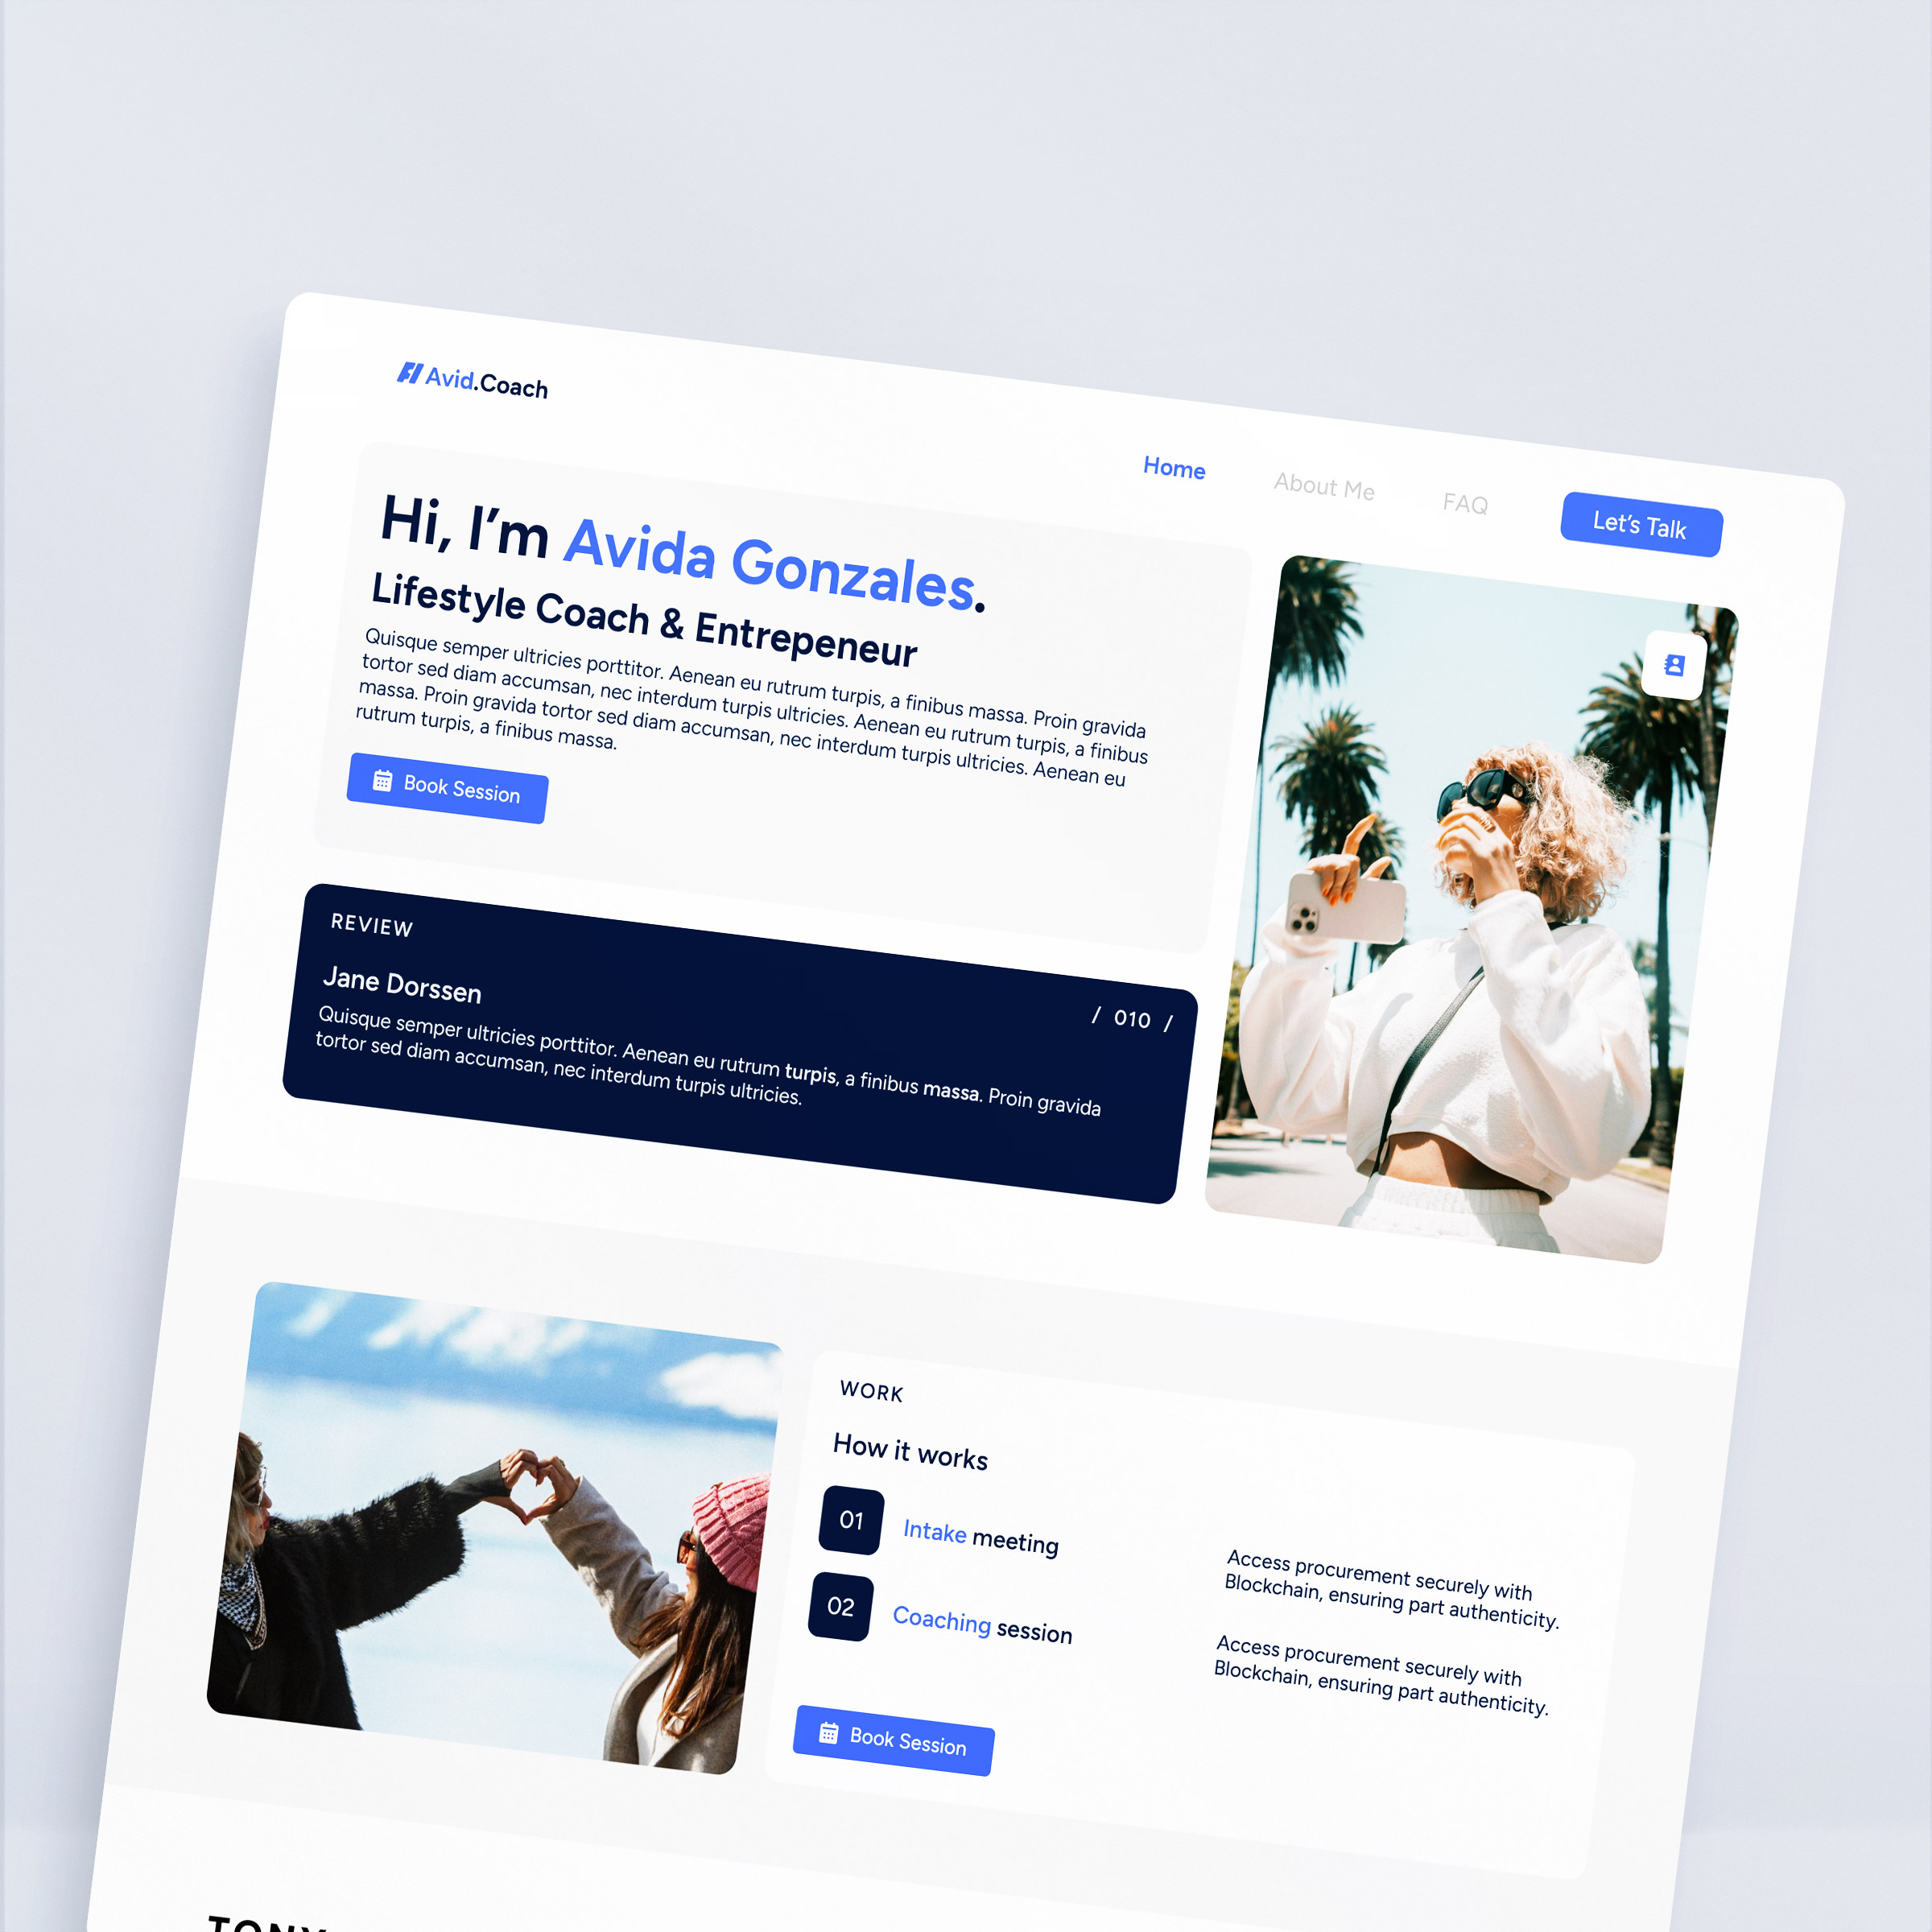 Avid.Coach
Home
About Me
FAQ
Let's Talk
Hi, I'm Avida Gonzales.
Lifestyle Coach & Entrepeneur
Quisque semper ultricies porttitor. Aenean eu rutrum turpis, a finibus massa. Proin gravida
tortor sed diam accumsan, nec interdum turpis ultricies. Aenean eu rutrum turpis, a finibus
massa. Proin gravida tortor sed diam accumsan, nec interdum turpis ultricies. Aenean eu
rutrum turpis, a finibus massa.
Book Session
REVIEW
/ 010 /
Jane Dorssen
Quisque semper ultricies porttitor. Aenean eu rutrum turpis, a finibus massa. Proin gravida
tortor sed diam accumsan, nec interdum turpis ultricies.
WORK
How it works
01
Intake meeting
Access procurement securely with
Blockchain, ensuring part authenticity.
02
Coaching session
Access procurement securely with
Blockchain, ensuring part authenticity.
Book Session